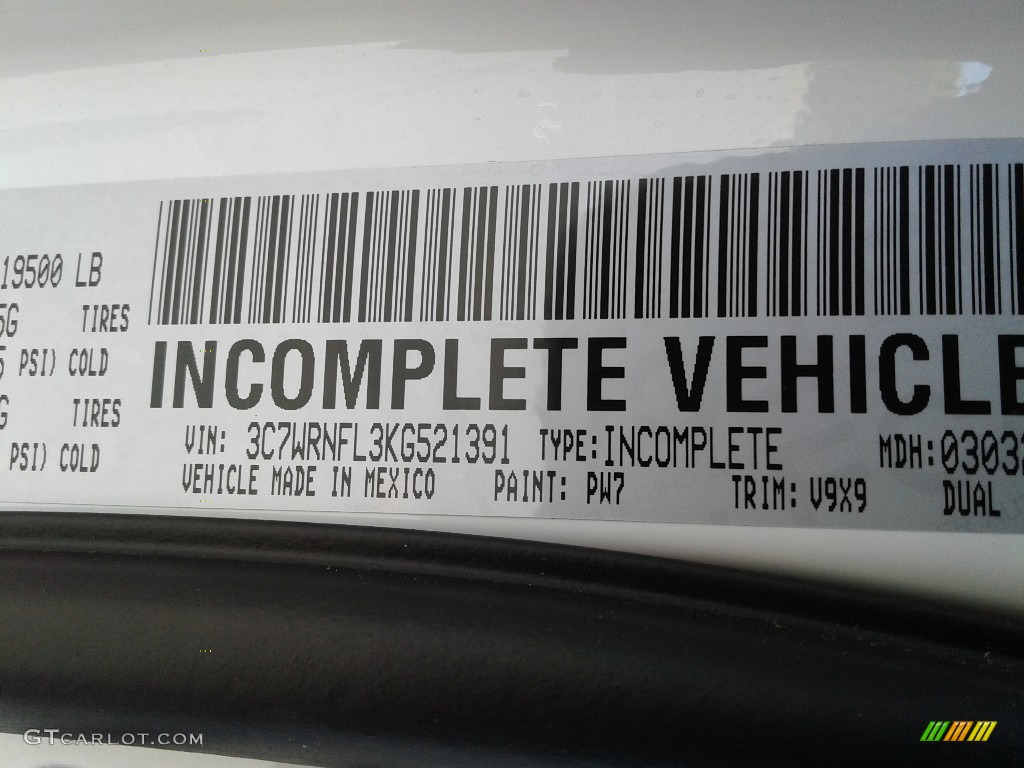 19500 LB
5G TIRES
5 PSI) COLD
G TIRES
PSI) COLD
INCOMPLETE VEHICLE
VIN: 3C7WRNFL3KG521391 TYPE: INCOMPLETE MDH: 0303
VEHICLE MADE IN MEXICO PAINT: PW7 TRIM: V9X9 DUAL
GTCARLOT.COM